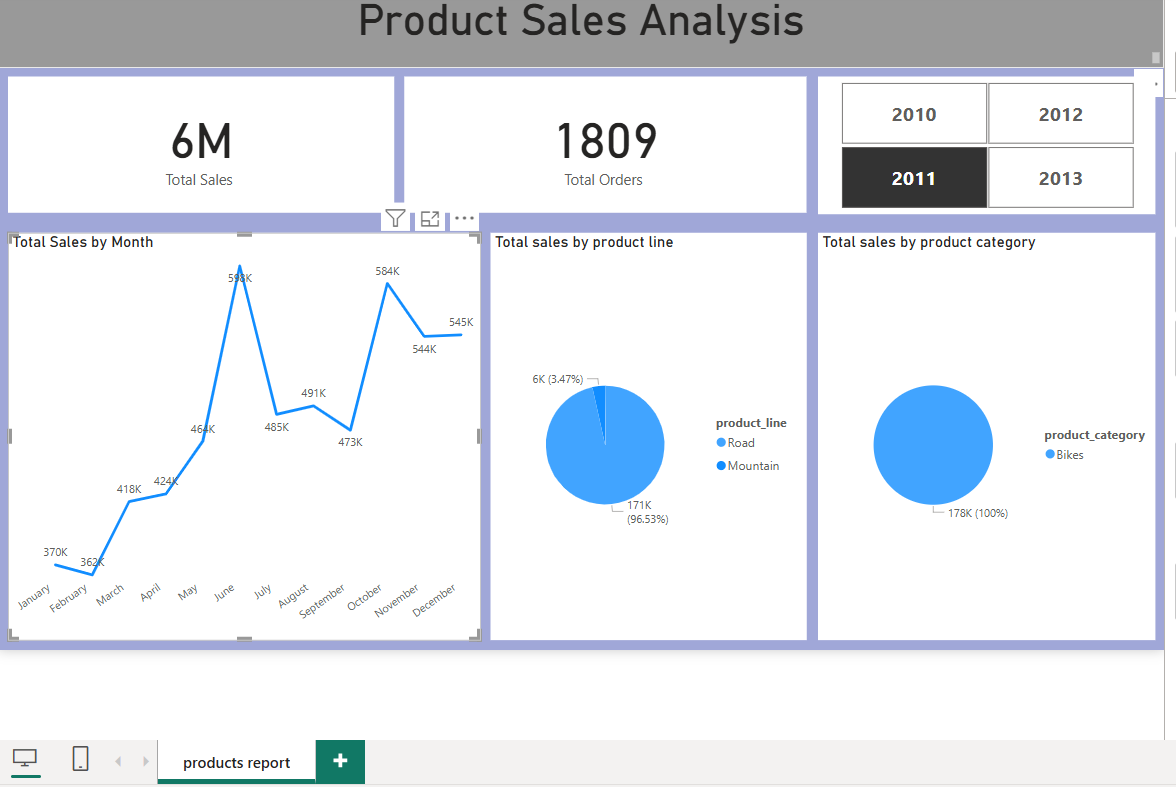 Product Sales Analysis
6M
Total Sales
1809
Total Orders
2010
2012
2011
2013
Total Sales by Month
598K
584K
545K
544K
491K
485K
473K
464K
424K
418K
370K
362K
January
February
March
April
May
June
July
August
September
October
November
December
Total sales by product line
6K (3.47%)
171K
(96.53%)
product_line
Road
Mountain
Total sales by product category
178K (100%)
product_category
Bikes
products report